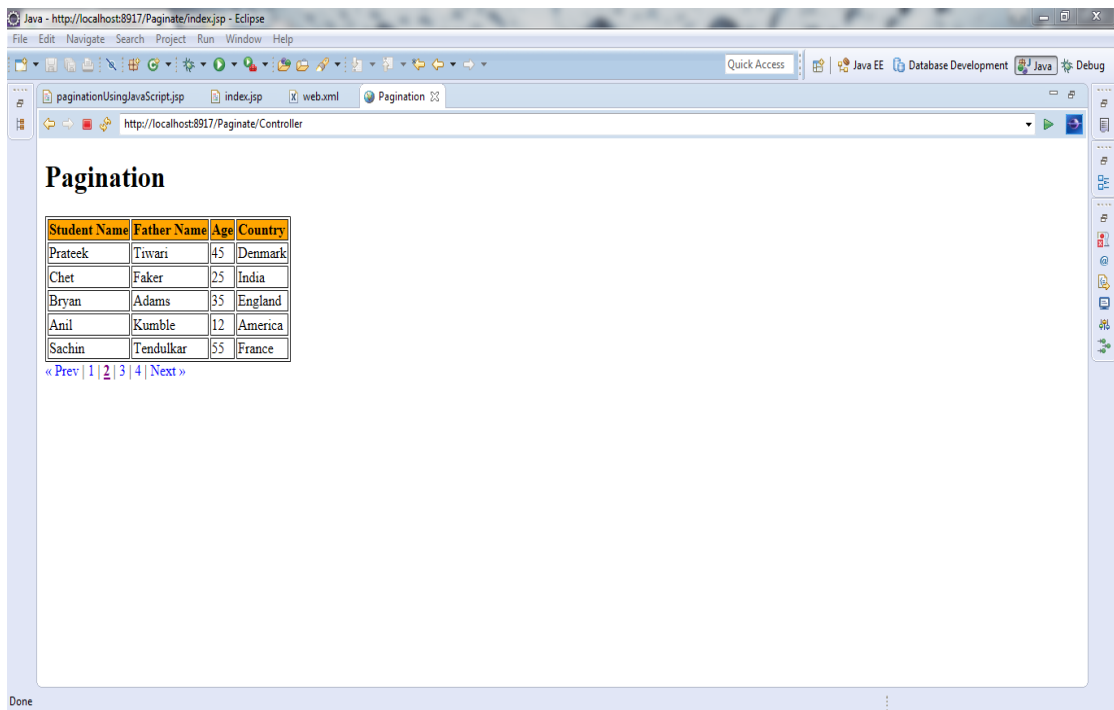 Java - http://localhost:8917/Paginate/index.jsp - Eclipse
File Edit Navigate Search Project Run Window Help
Quick Access Java EE Database Development Java Debug
paginationUsingJavaScript.jsp index.jsp web.xml Pagination
http://localhost:8917/Paginate/Controller
Pagination
Student Name Father Name Age Country
Prateek Tiwari 45 Denmark
Chet Faker 25 India
Bryan Adams 35 England
Anil Kumble 12 America
Sachin Tendulkar 55 France
« Prev | 1 | 2 | 3 | 4 | Next »
Done